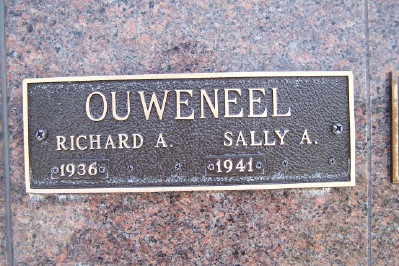 OUWENEEL
RICHARD A. SALLY A.
1936 1941